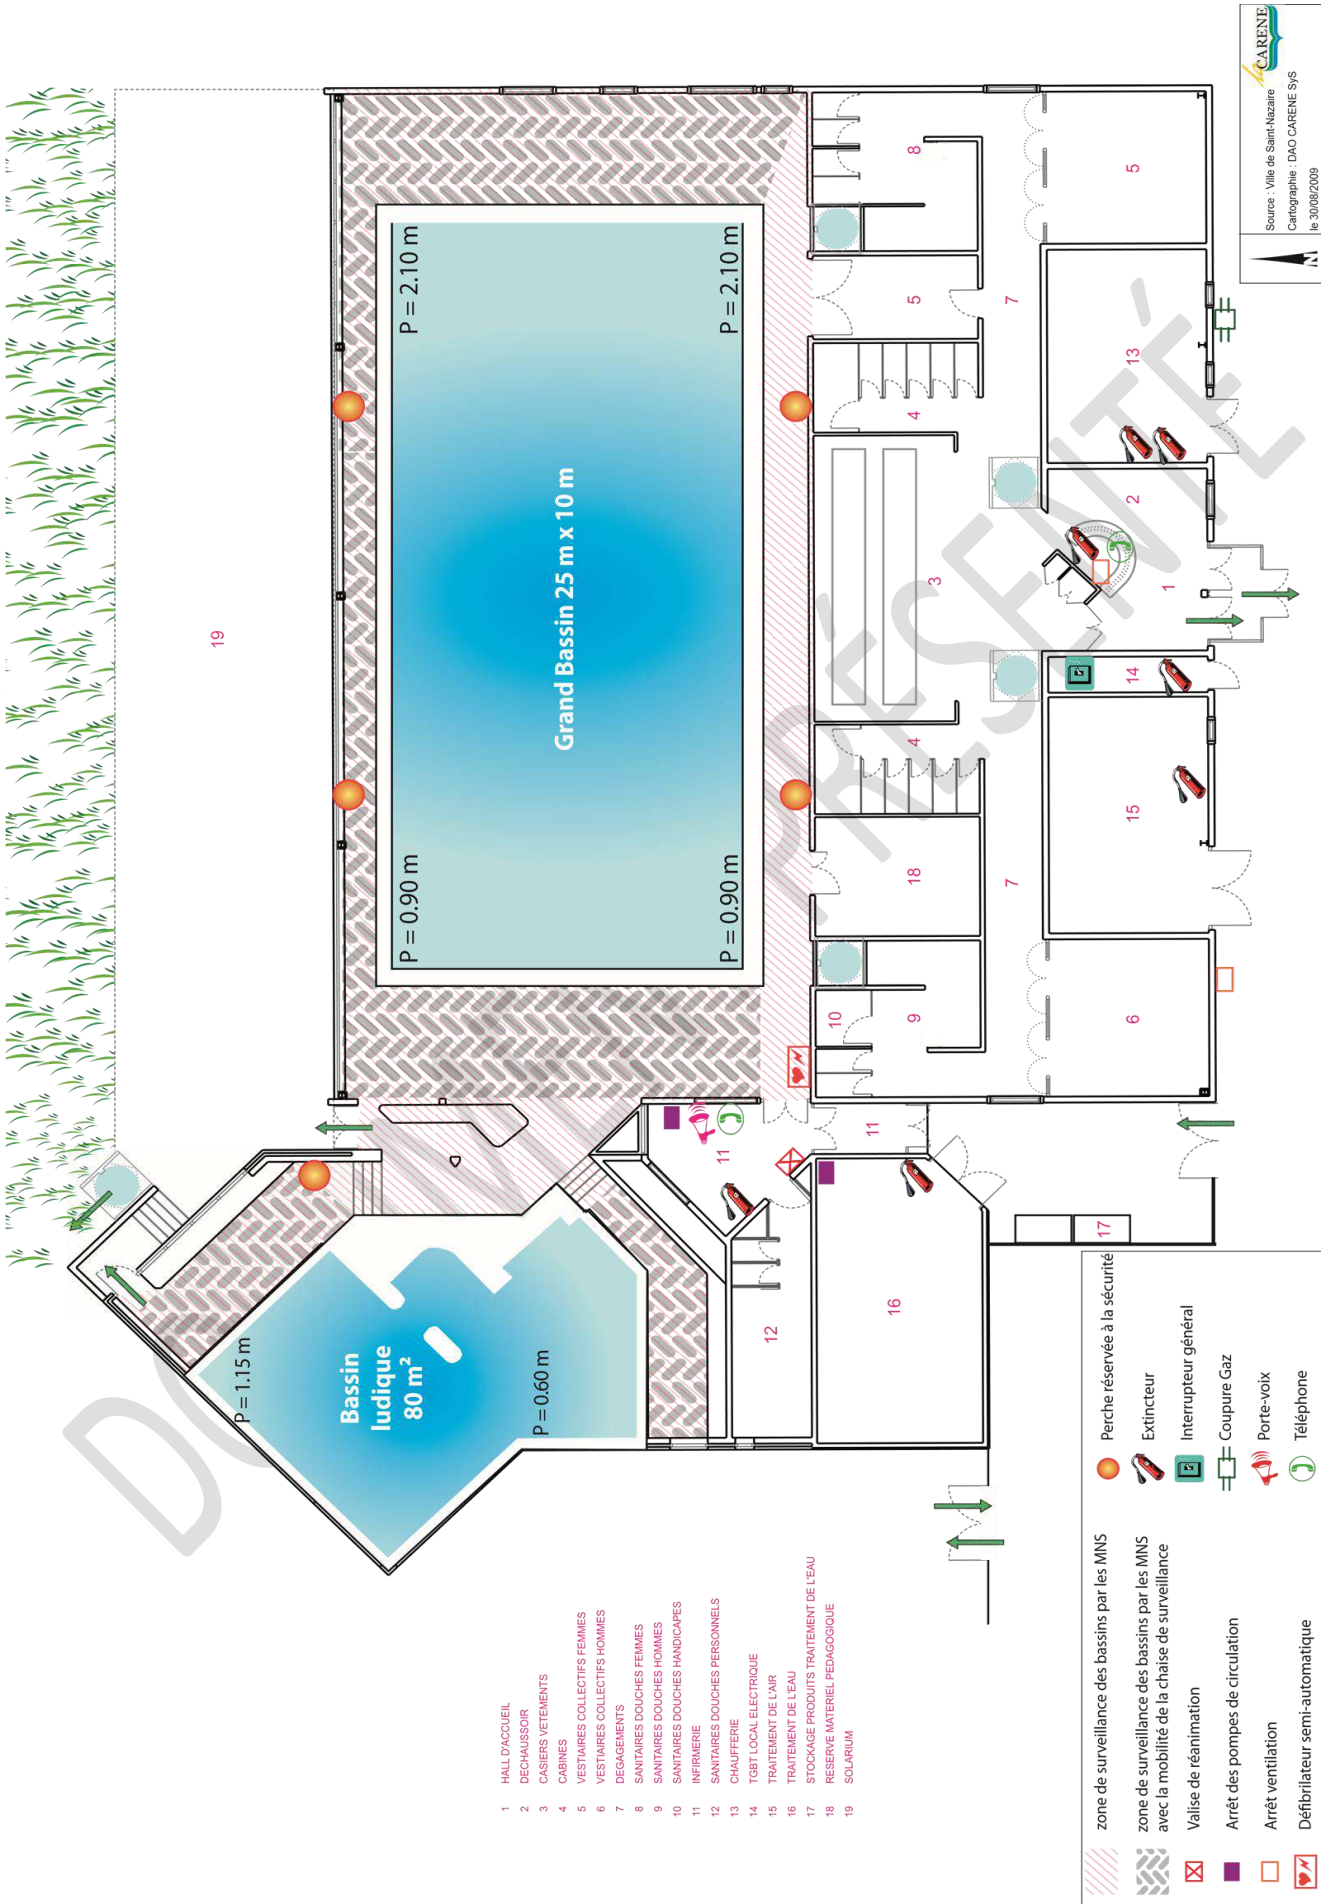 la CARENE
Source : Ville de Saint-Nazaire
Cartographie : DAO CARENE SyS
le 30/08/2009
N
19
P = 2.10 m
P = 2.10 m
Grand Bassin 25 m x 10 m
P = 0.90 m
P = 0.90 m
8
5
5
7
13
4
3
2
1
14
4
15
18
7
10
9
6
11
11
17
16
12
P = 1.15 m
Bassin
ludique
80 m²
P = 0.60 m
DOCUMENT PRÉSENTÉ
1 HALL D'ACCUEIL
2 DECHAUSSOIR
3 CASIERS VETEMENTS
4 CABINES
5 VESTIAIRES COLLECTIFS FEMMES
6 VESTIAIRES COLLECTIFS HOMMES
7 DEGAGEMENTS
8 SANITAIRES DOUCHES FEMMES
9 SANITAIRES DOUCHES HOMMES
10 SANITAIRES DOUCHES HANDICAPES
11 INFIRMERIE
12 SANITAIRES DOUCHES PERSONNELS
13 CHAUFFERIE
14 TGBT LOCAL ELECTRIQUE
15 TRAITEMENT DE L'AIR
16 TRAITEMENT DE L'EAU
17 STOCKAGE PRODUITS TRAITEMENT DE L'EAU
18 RESERVE MATERIEL PEDAGOGIQUE
19 SOLARIUM
zone de surveillance des bassins par les MNS
zone de surveillance des bassins par les MNS
avec la mobilité de la chaise de surveillance
Valise de réanimation
Arrêt des pompes de circulation
Arrêt ventilation
Défibrilateur semi-automatique
Perche réservée à la sécurité
Extincteur
Interrupteur général
Coupure Gaz
Porte-voix
Téléphone